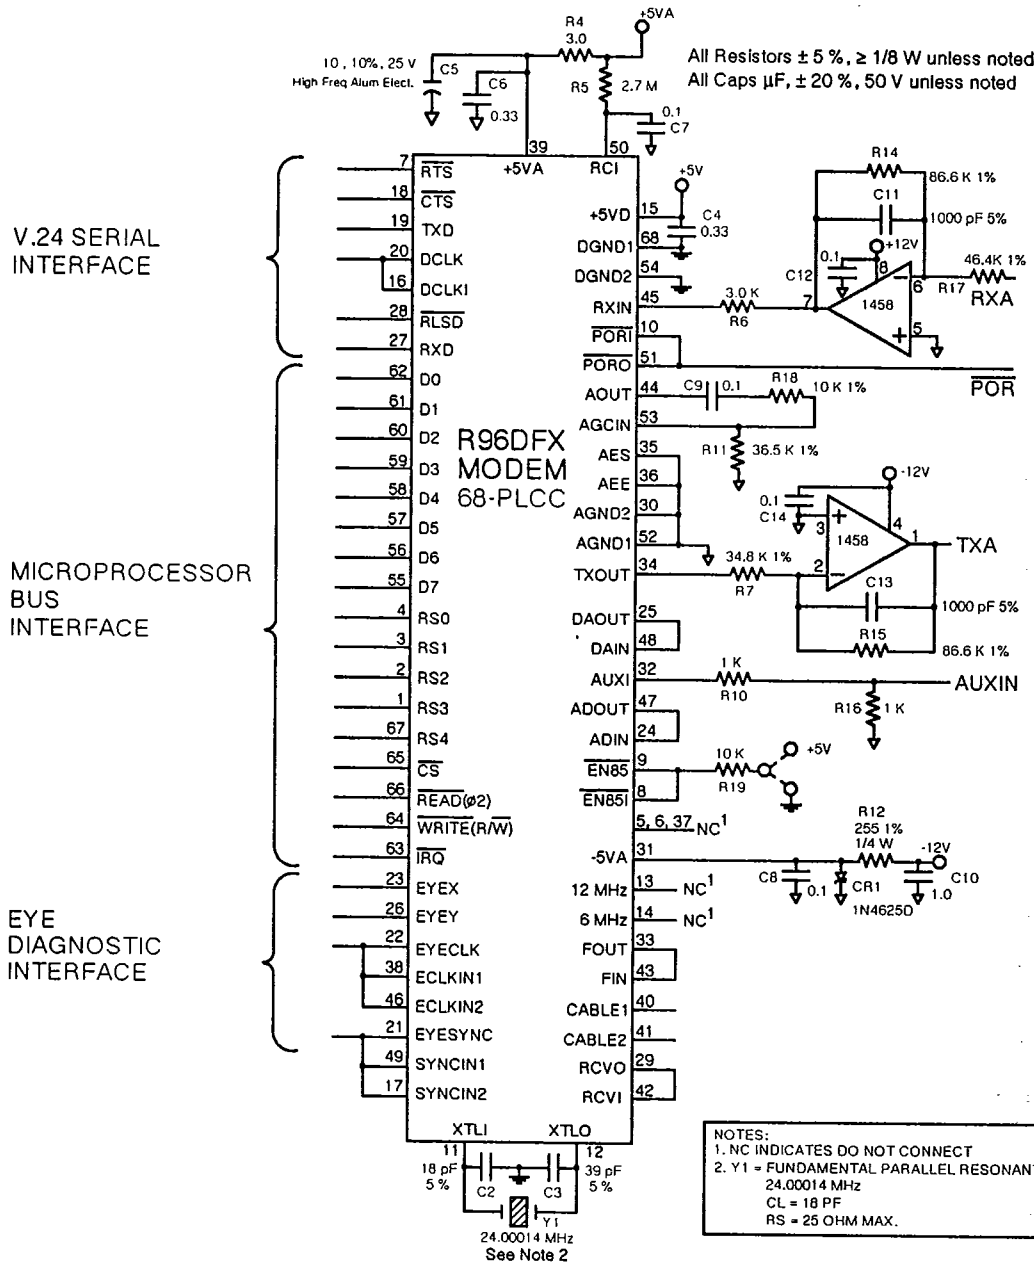 +5VA
R4
3.0
10 , 10%, 25 V
High Freq Alum Elect.
C5
C6
0.33
R5
2.7 M
0.1
C7
All Resistors ± 5 %, ≥ 1/8 W unless noted
All Caps µF, ± 20 %, 50 V unless noted
39
50
+5VA
RCI
V.24 SERIAL
INTERFACE
7 RTS
18 CTS
19 TXD
20 DCLK
16 DCLKI
28 RLSD
27 RXD
MICROPROCESSOR
BUS
INTERFACE
62 D0
61 D1
60 D2
59 D3
58 D4
57 D5
56 D6
55 D7
4 RS0
3 RS1
2 RS2
1 RS3
67 RS4
65 CS
66 READ(ø2)
64 WRITE(R/W)
63 IRQ
EYE
DIAGNOSTIC
INTERFACE
23 EYEX
26 EYEY
22 EYECLK
38 ECLKIN1
46 ECLKIN2
21 EYESYNC
49 SYNCIN1
17 SYNCIN2
R96DFX
MODEM
68-PLCC
+5VD 15
DGND1 68
DGND2 54
RXIN 45
PORI 10
PORO 51
AOUT 44
AGCIN 53
AES 35
AEE 36
AGND2 30
AGND1 52
TXOUT 34
DAOUT 25
DAIN 48
AUXI 32
ADOUT 47
ADIN 24
EN85 9
EN85I 8
5, 6, 37 NC1
-5VA 31
12 MHz 13 NC1
6 MHz 14 NC1
FOUT 33
FIN 43
CABLE1 40
CABLE2 41
RCVO 29
RCVI 42
+5V
C4
0.33
R14
86.6 K 1%
C11
1000 pF 5%
+12V
0.1
C12
8
46.4K 1%
R17
RXA
6
1458
7
5
3.0 K
R6
POR
C9
0.1
R18
10 K 1%
R11
36.5 K 1%
-12V
0.1
C14
3
4
1458
1
TXA
34.8 K 1%
R7
2
C13
1000 pF 5%
R15
86.6 K 1%
1 K
R10
AUXIN
R16
1 K
10 K
R19
+5V
R12
255 1%
1/4 W
-12V
C8
0.1
CR1
1N4625D
C10
1.0
XTLI
XTLO
11
12
18 pF
5 %
C2
C3
39 pF
5 %
Y1
24.00014 MHz
See Note 2
NOTES:
1. NC INDICATES DO NOT CONNECT
2. Y1 = FUNDAMENTAL PARALLEL RESONANT
24.00014 MHz
CL = 18 PF
RS = 25 OHM MAX.